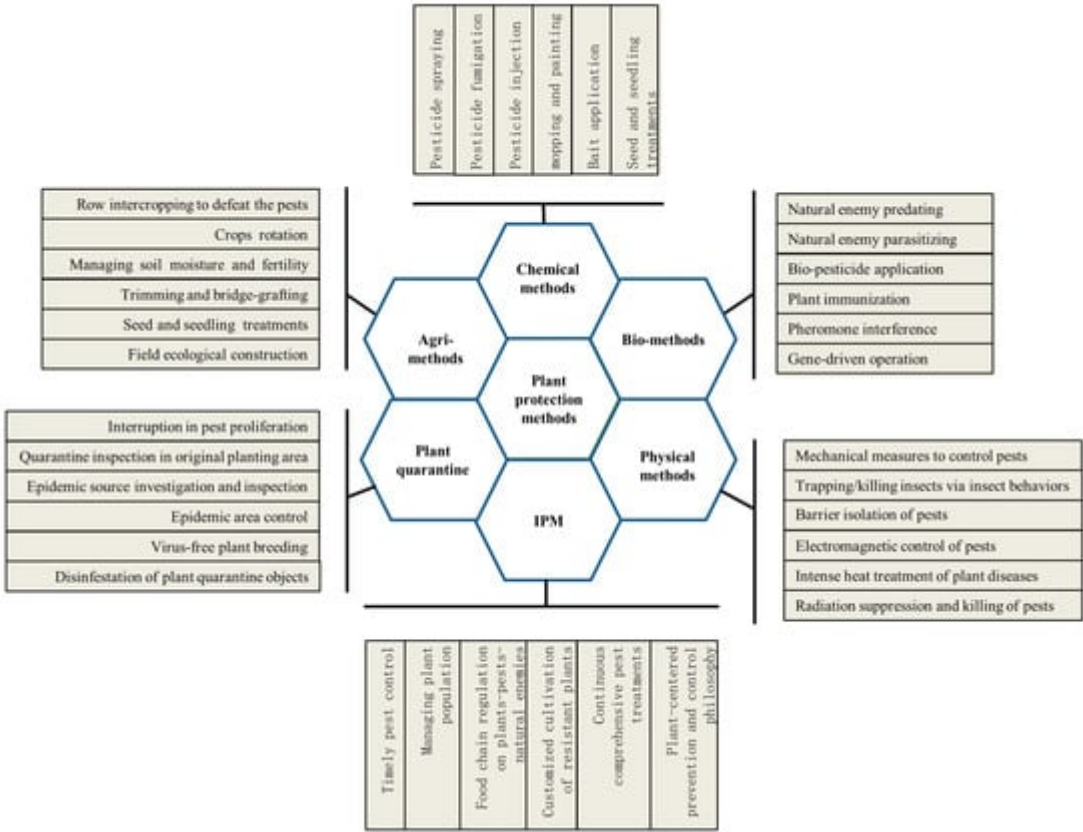 Pesticide spraying
Pesticide fumigation
Pesticide injection
mopping and painting
Bait application
Seed and seedling
treatments
Row intercropping to defeat the pests
Crops rotation
Managing soil moisture and fertility
Trimming and bridge-grafting
Seed and seedling treatments
Field ecological construction
Natural enemy predating
Natural enemy parasitizing
Bio-pesticide application
Plant immunization
Pheromone interference
Gene-driven operation
Chemical
methods
Agri-
methods
Bio-methods
Plant
protection
methods
Plant
quarantine
Physical
methods
IPM
Interruption in pest proliferation
Quarantine inspection in original planting area
Epidemic source investigation and inspection
Epidemic area control
Virus-free plant breeding
Disinfestation of plant quarantine objects
Mechanical measures to control pests
Trapping/killing insects via insect behaviors
Barrier isolation of pests
Electromagnetic control of pests
Intense heat treatment of plant diseases
Radiation suppression and killing of pests
Timely pest control
Managing plant
population
Food chain regulation
on plants-pests-
natural enemies
Customized cultivation
of resistant plants
Continuous
comprehensive pest
treatments
Plant-centered
prevention and control
philosophy